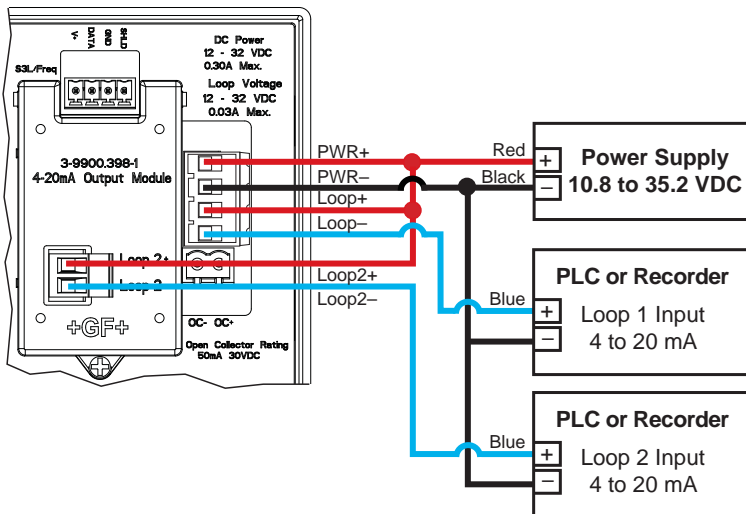 V+
DATA
GND
SHLD
S3L/Freq
DC Power
12 - 32 VDC
0.30A Max.
Loop Voltage
12 - 32 VDC
0.03A Max.
3-9900.398-1
4-20mA Output Module
Loop 2+
Loop 2-
+GF+
OC- OC+
Open Collector Rating
50mA 30VDC
PWR+
PWR–
Loop+
Loop–
Loop2+
Loop2–
Red
Black
+
–
Power Supply
10.8 to 35.2 VDC
PLC or Recorder
Blue
+
–
Loop 1 Input
4 to 20 mA
PLC or Recorder
Blue
+
–
Loop 2 Input
4 to 20 mA